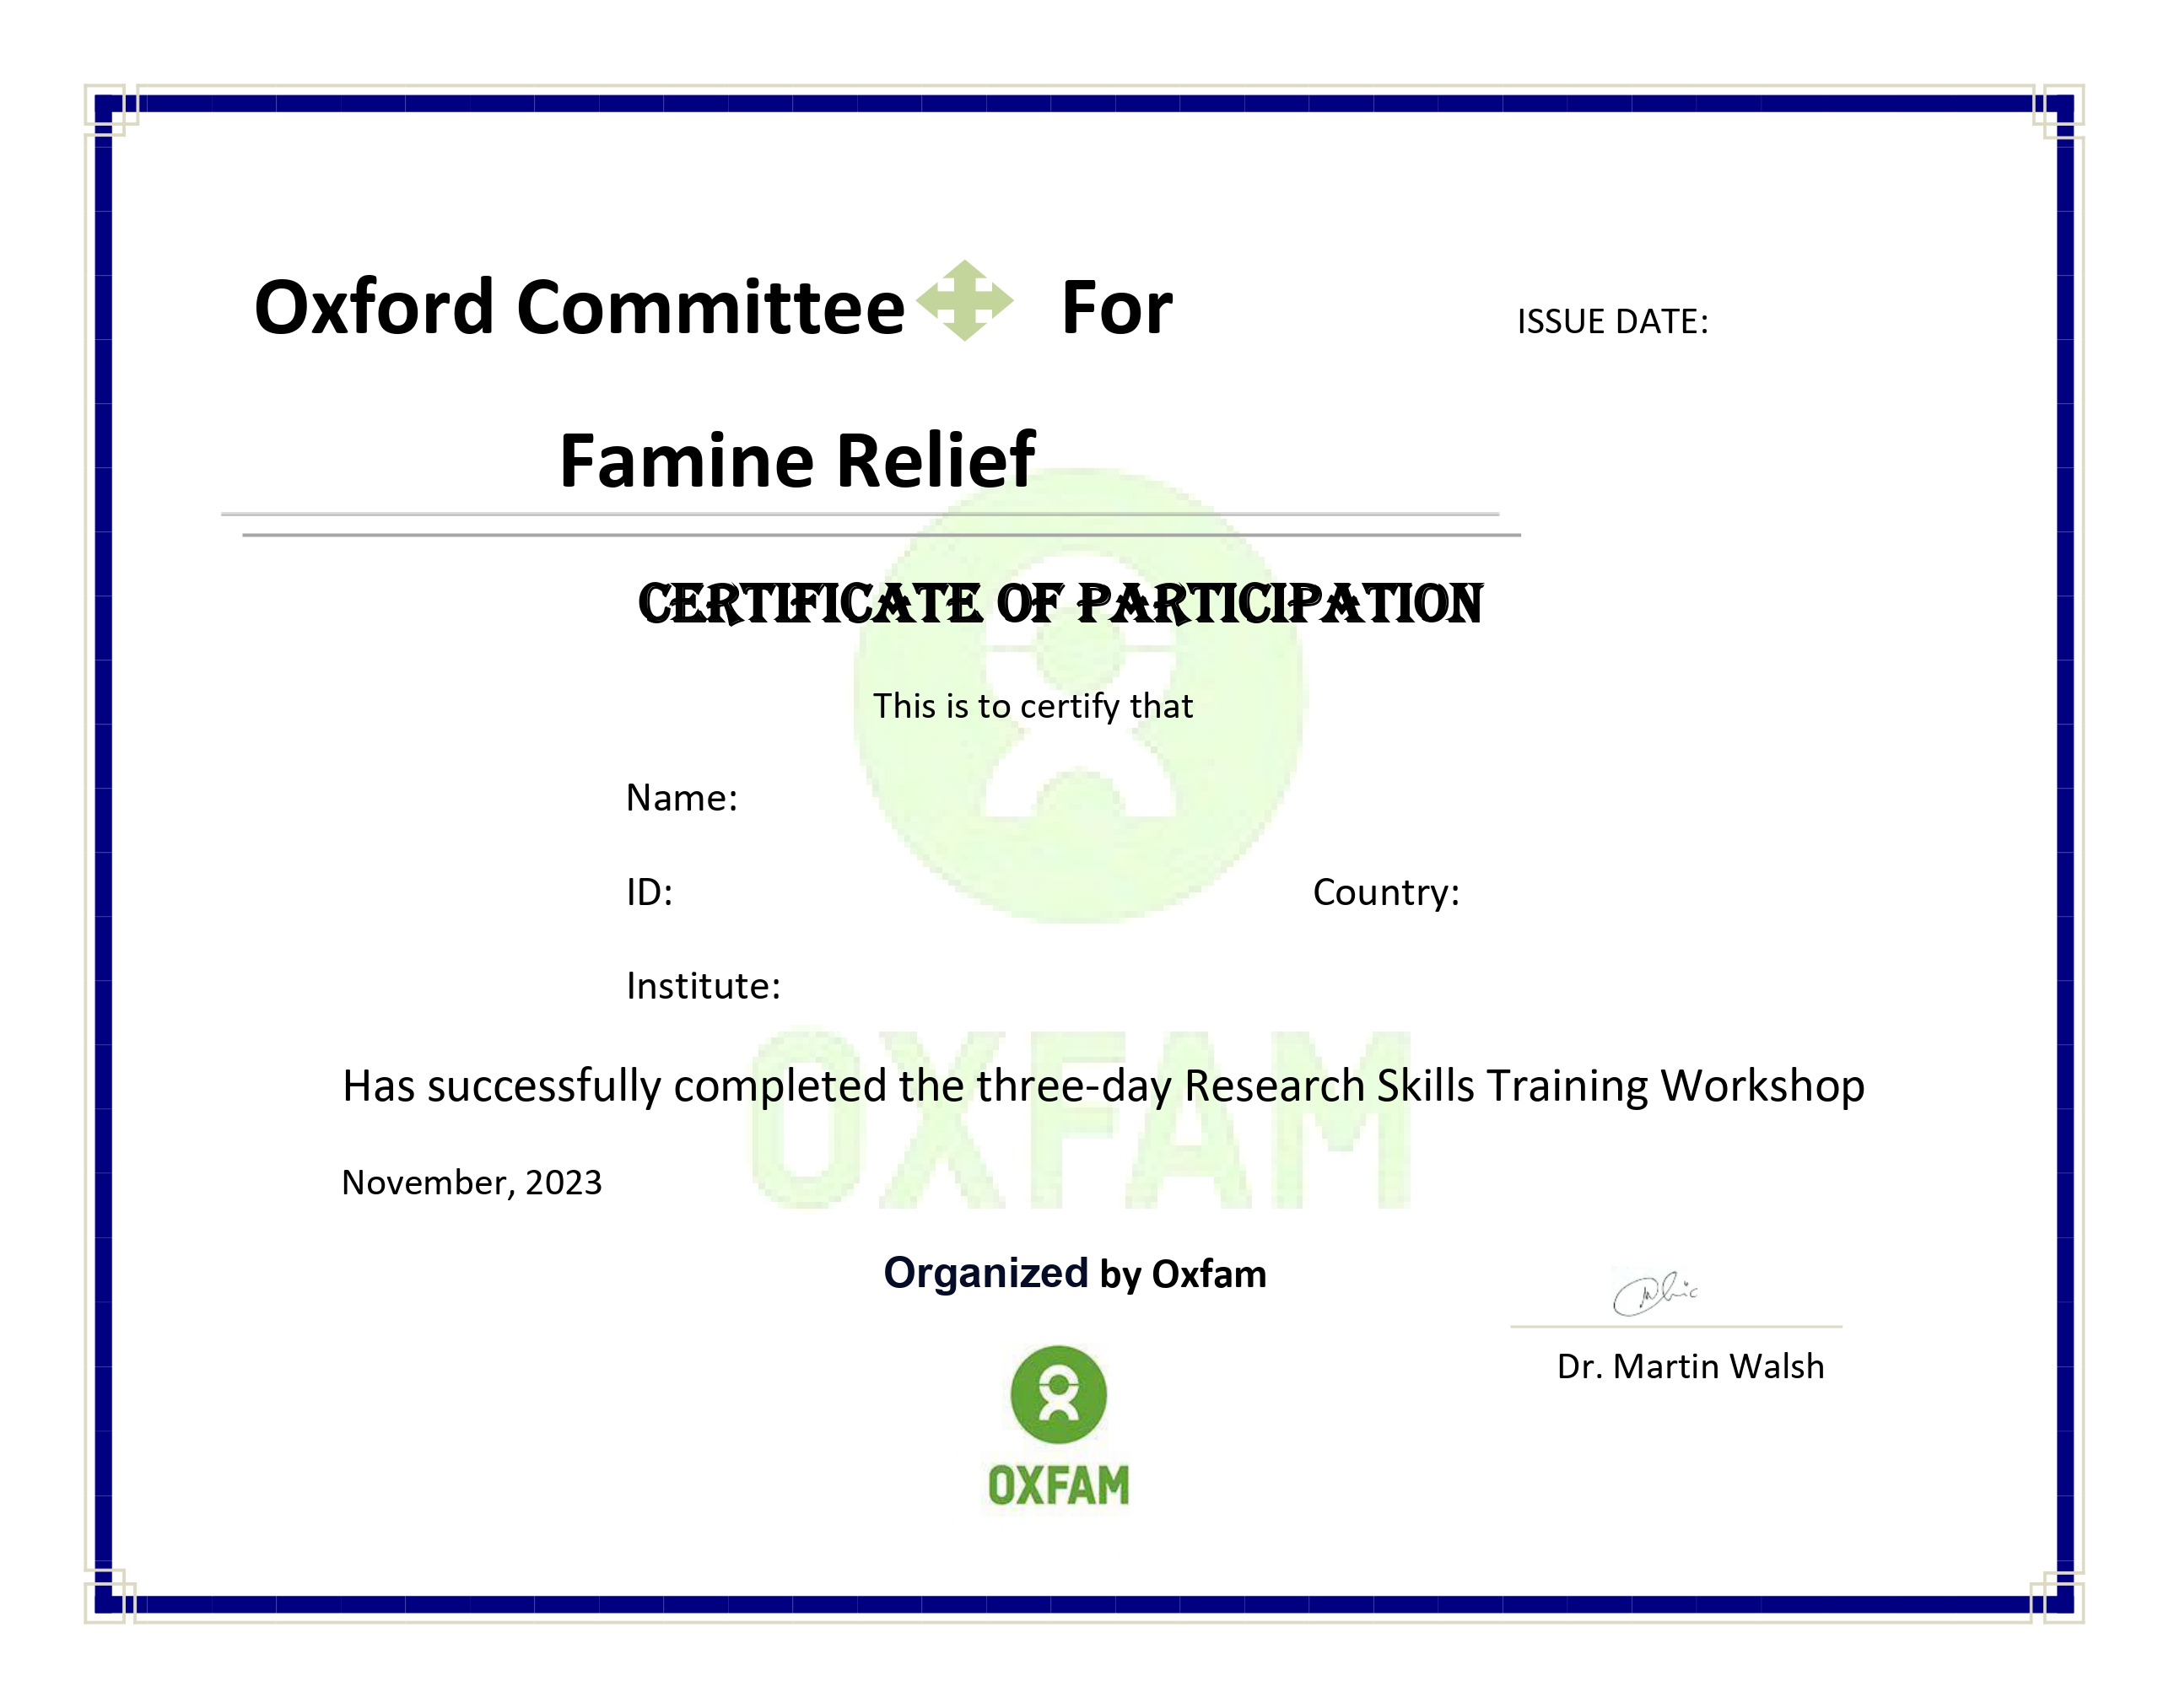 Oxford Committee For
ISSUE DATE:
Famine Relief
CERTIFICATE OF PARTICIPATION
This is to certify that
Name:
ID:
Country:
Institute:
OXFAM
Has successfully completed the three-day Research Skills Training Workshop
November, 2023
Organized by Oxfam
Dr. Martin Walsh
OXFAM